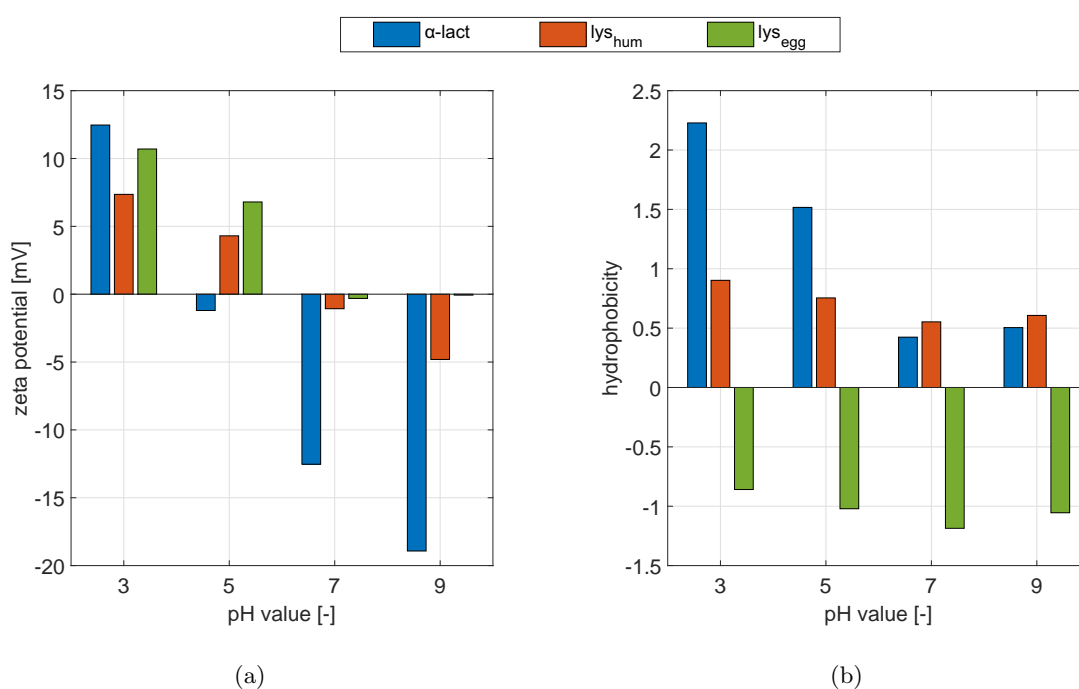 α-lact lys_hum lys_egg
15
10
5
0
-5
-10
-15
-20
zeta potential [mV]
3 5 7 9
pH value [-]
(a)
2.5
2
1.5
1
0.5
0
-0.5
-1
-1.5
hydrophobicity
3 5 7 9
pH value [-]
(b)